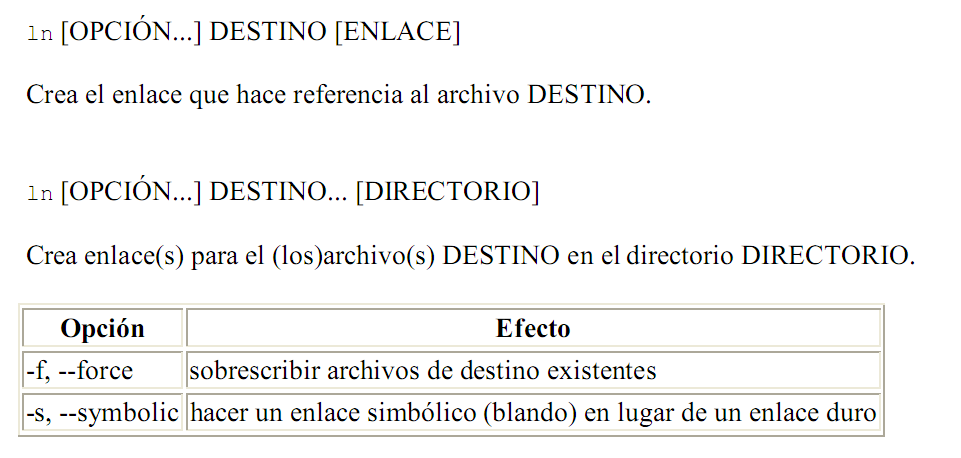 ln [OPCIÓN...] DESTINO [ENLACE]
Crea el enlace que hace referencia al archivo DESTINO.
ln [OPCIÓN...] DESTINO... [DIRECTORIO]
Crea enlace(s) para el (los)archivo(s) DESTINO en el directorio DIRECTORIO.
Opción Efecto
-f, --force sobrescribir archivos de destino existentes
-s, --symbolic hacer un enlace simbólico (blando) en lugar de un enlace duro